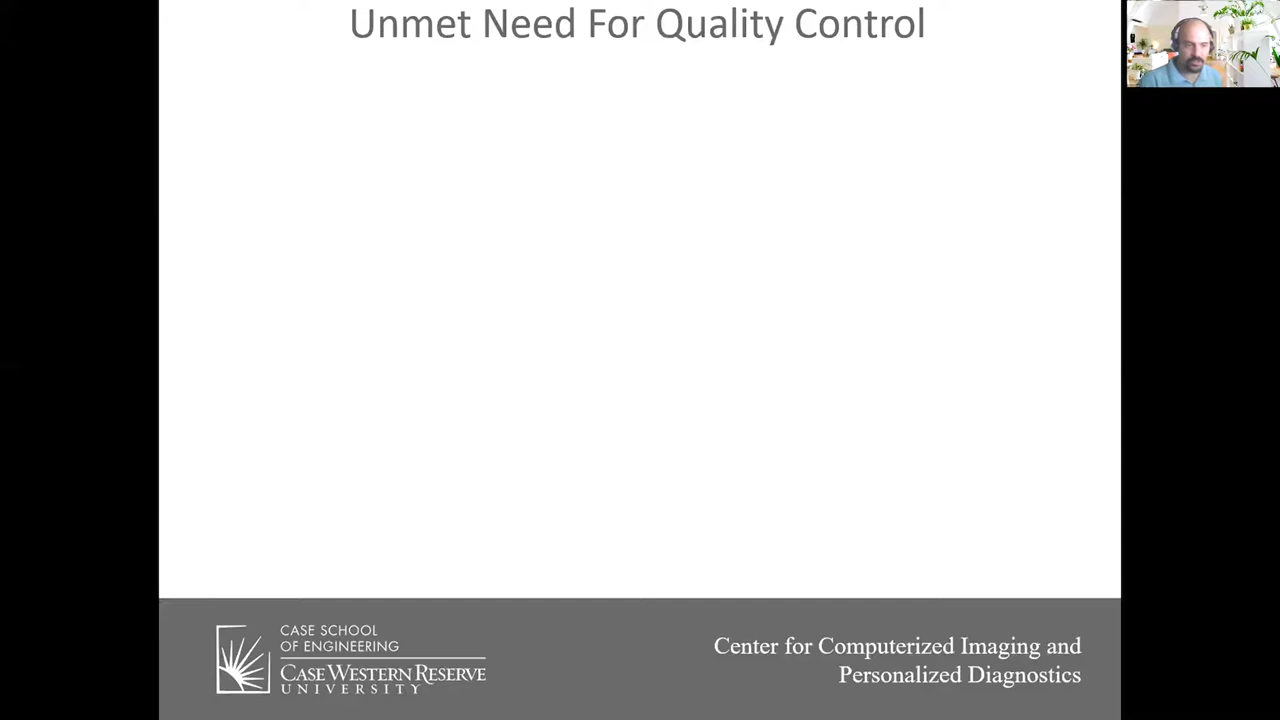 Unmet Need For Quality Control
CASE SCHOOL
OF ENGINEERING
CASE WESTERN RESERVE
UNIVERSITY
Center for Computerized Imaging and
Personalized Diagnostics